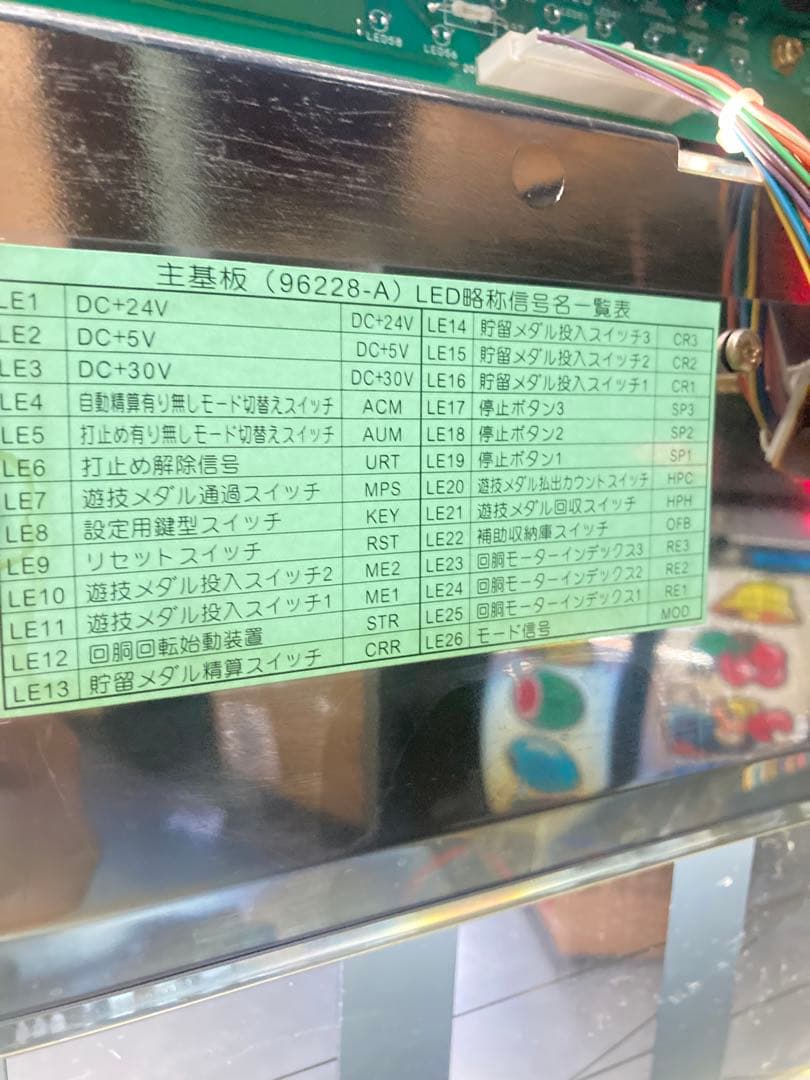 LED58
LED56
主基板（96228-A）LED略称信号名一覧表
LE1 DC+24V DC+24V
LE2 DC+5V DC+5V
LE3 DC+30V DC+30V
LE4 自動精算有り無しモード切替えスイッチ ACM
LE5 打止め有り無しモード切替えスイッチ AUM
LE6 打止め解除信号 URT
LE7 遊技メダル通過スイッチ MPS
LE8 設定用鍵型スイッチ KEY
LE9 リセットスイッチ RST
LE10 遊技メダル投入スイッチ2 ME2
LE11 遊技メダル投入スイッチ1 ME1
LE12 回胴回転始動装置 STR
LE13 貯留メダル精算スイッチ CRR
LE14 貯留メダル投入スイッチ3 CR3
LE15 貯留メダル投入スイッチ2 CR2
LE16 貯留メダル投入スイッチ1 CR1
LE17 停止ボタン3 SP3
LE18 停止ボタン2 SP2
LE19 停止ボタン1 SP1
LE20 遊技メダル払出カウントスイッチ HPC
LE21 遊技メダル回収スイッチ HPH
LE22 補助収納庫スイッチ OFB
LE23 回胴モーターインデックス3 RE3
LE24 回胴モーターインデックス2 RE2
LE25 回胴モーターインデックス1 RE1
LE26 モード信号 MOD